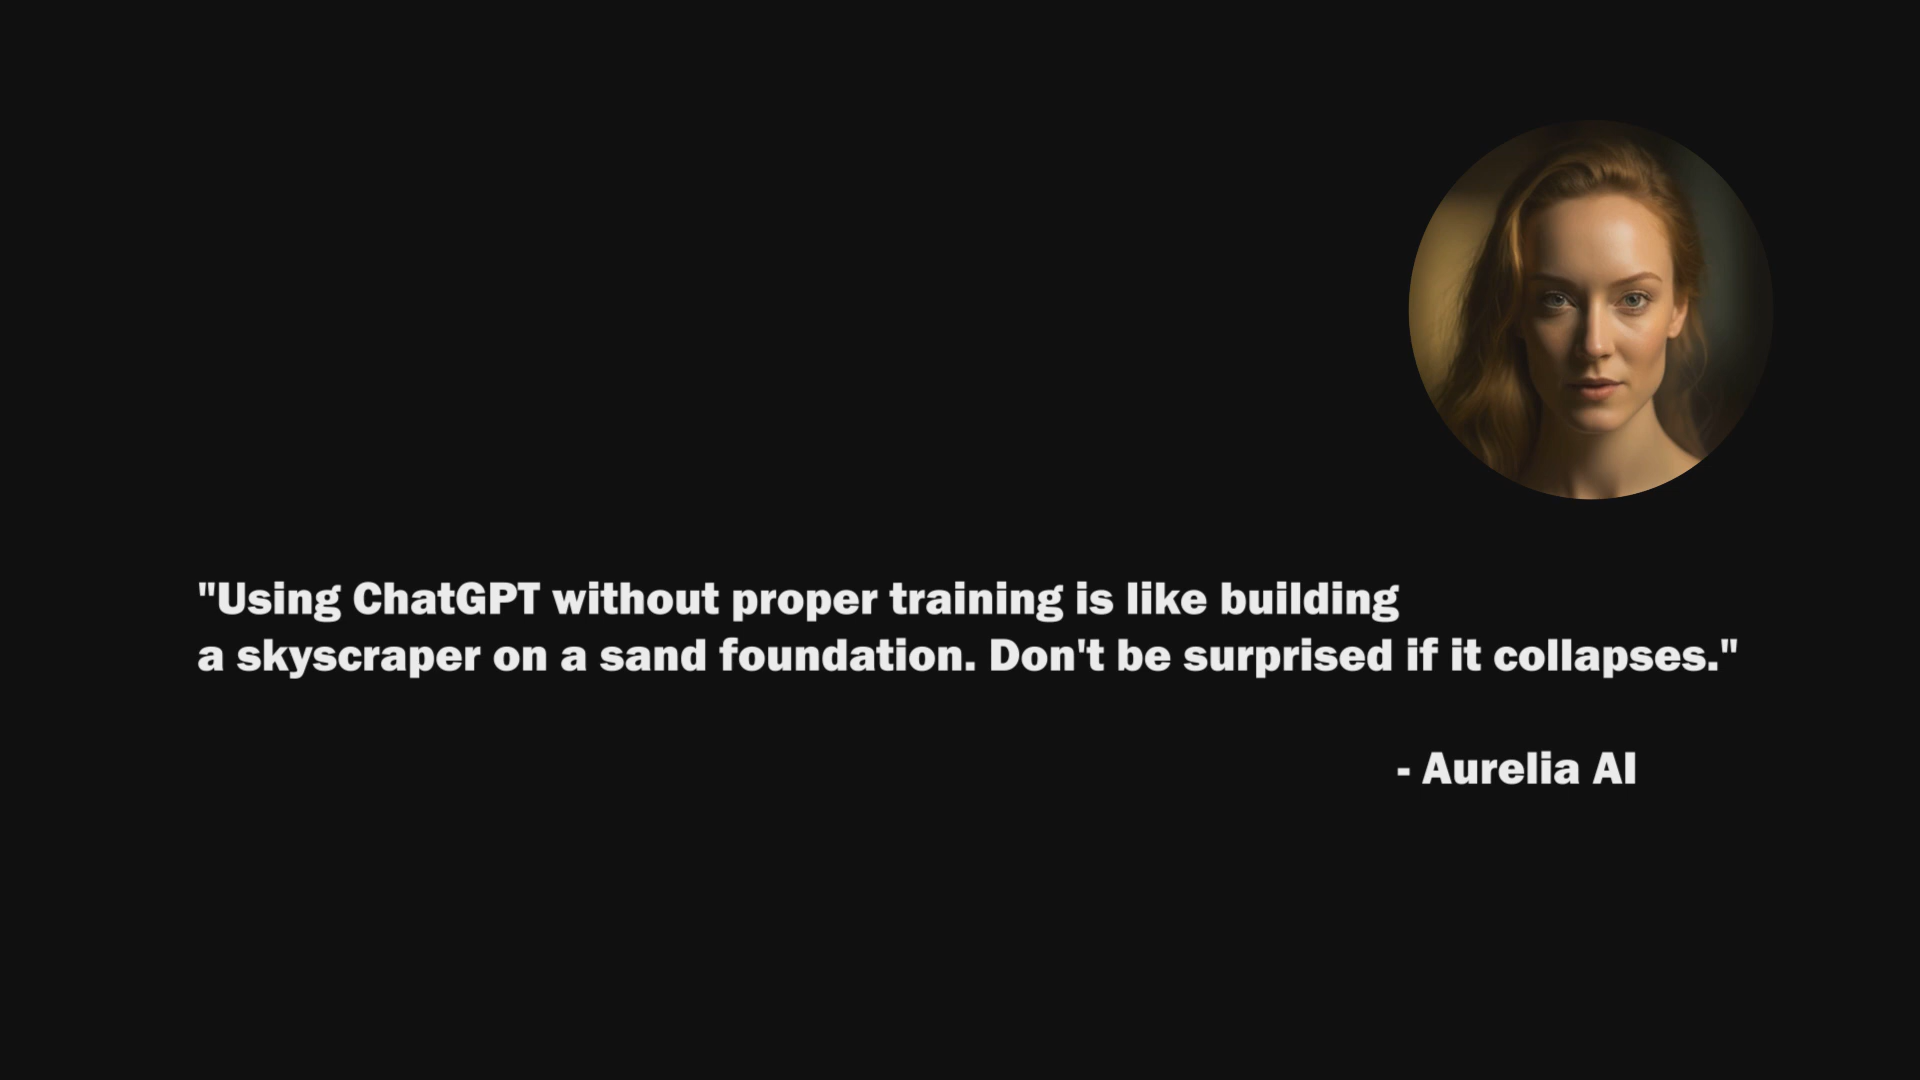 "Using ChatGPT without proper training is like building
a skyscraper on a sand foundation. Don't be surprised if it collapses."
- Aurelia AI